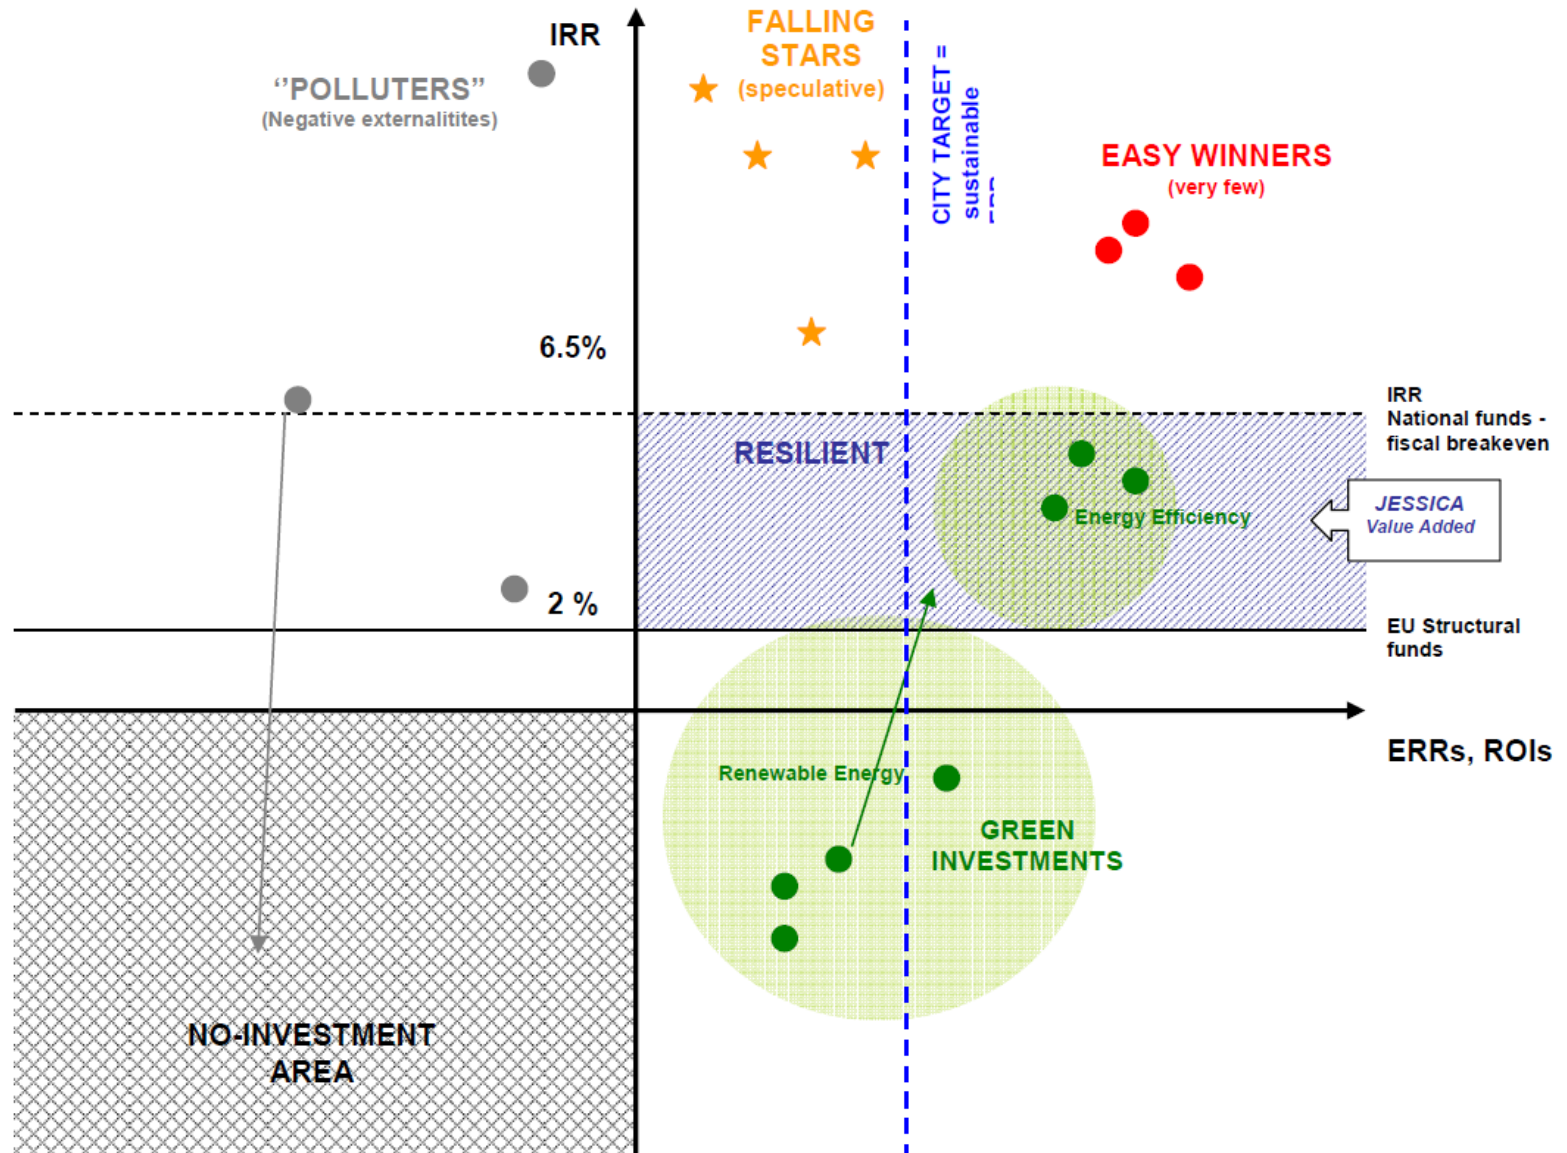 IRR
FALLING
STARS
(speculative)
‘’POLLUTERS”
(Negative externalitites)
CITY TARGET =
sustainable
EASY WINNERS
(very few)
6.5%
IRR
National funds -
fiscal breakeven
RESILIENT
JESSICA
Value Added
Energy Efficiency
2 %
EU Structural
funds
ERRs, ROIs
Renewable Energy
GREEN
INVESTMENTS
NO-INVESTMENT
AREA